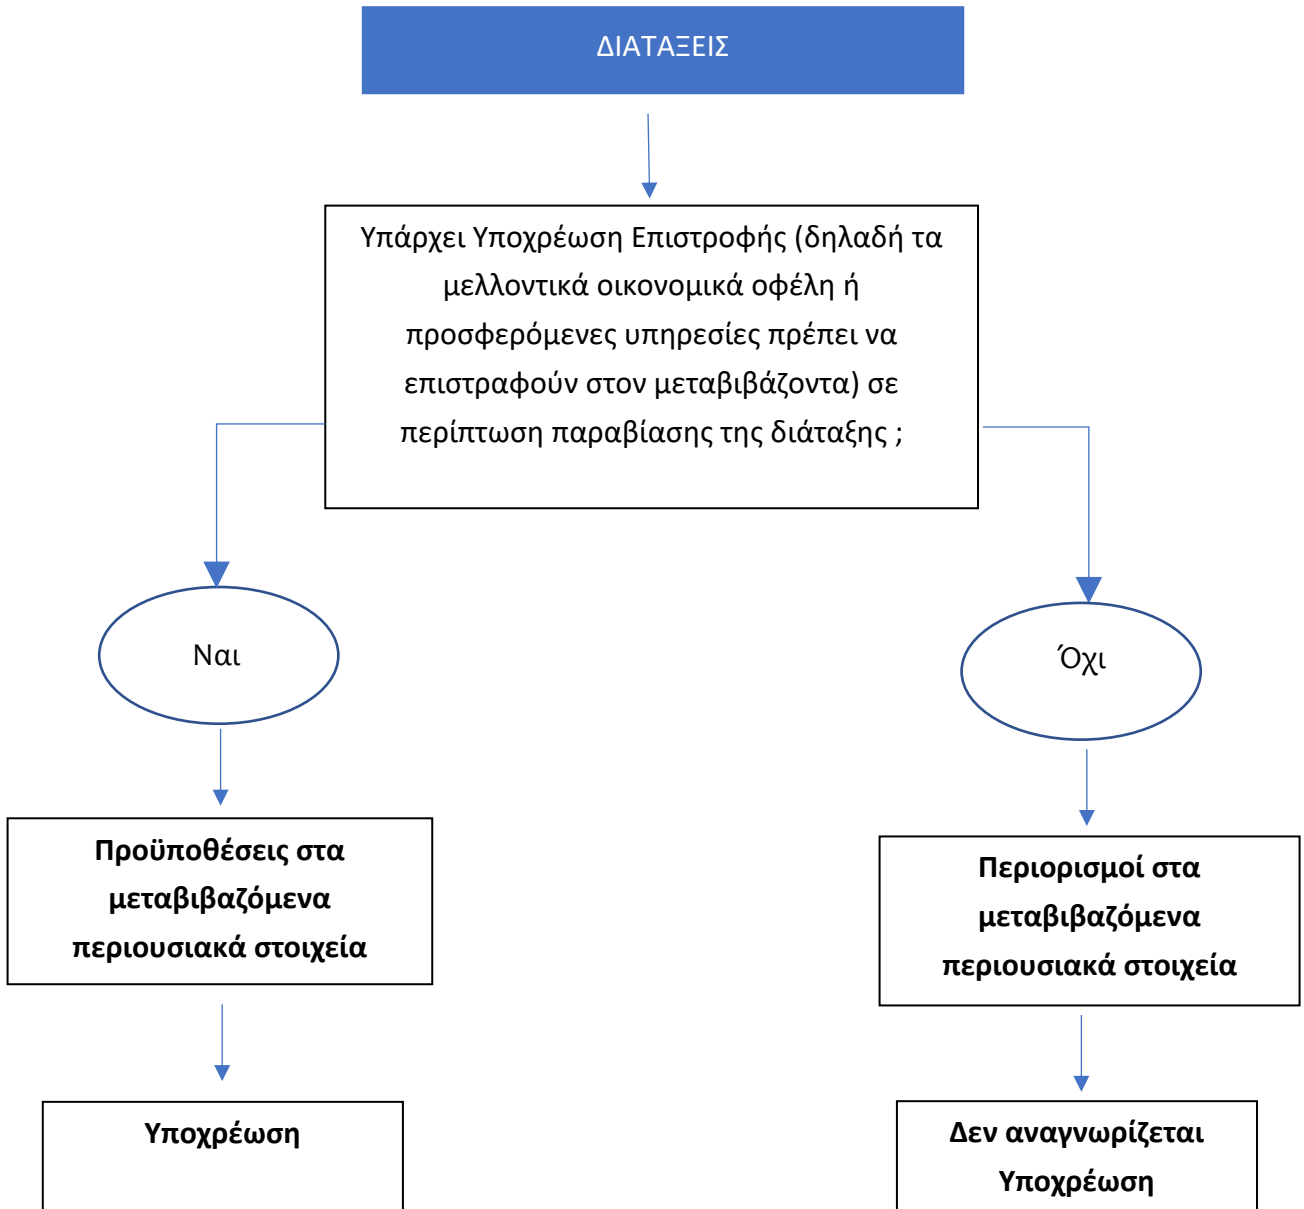 ΔΙΑΤΑΞΕΙΣ
Υπάρχει Υποχρέωση Επιστροφής (δηλαδή τα
μελλοντικά οικονομικά οφέλη ή
προσφερόμενες υπηρεσίες πρέπει να
επιστραφούν στον μεταβιβάζοντα) σε
περίπτωση παραβίασης της διάταξης ;
Ναι
Όχι
Προϋποθέσεις στα
μεταβιβαζόμενα
περιουσιακά στοιχεία
Περιορισμοί στα
μεταβιβαζόμενα
περιουσιακά στοιχεία
Υποχρέωση
Δεν αναγνωρίζεται
Υποχρέωση